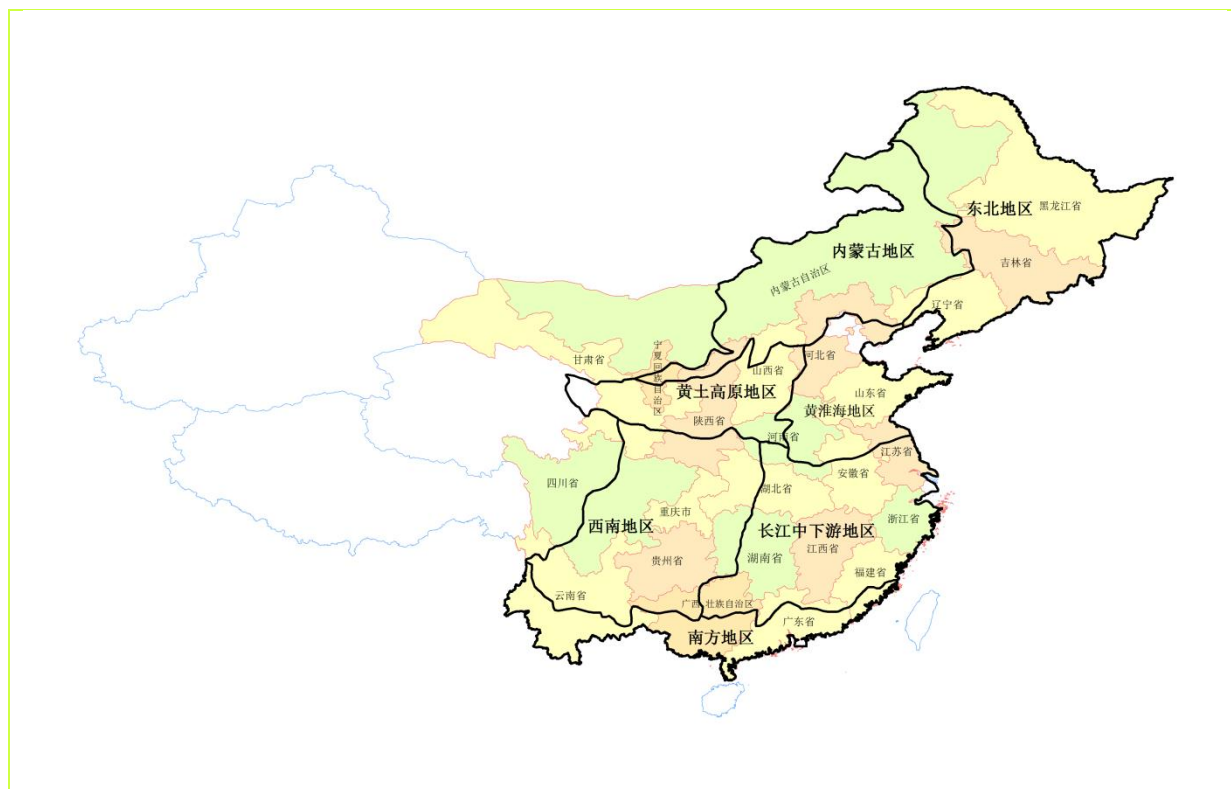 东北地区
黑龙江省
内蒙古地区
吉林省
内蒙古自治区
辽宁省
宁夏回族自治区
甘肃省
河北省
山西省
黄土高原地区
山东省
黄淮海地区
陕西省
河南省
江苏省
安徽省
四川省
湖北省
重庆市
浙江省
西南地区
长江中下游地区
贵州省
湖南省
江西省
福建省
云南省
广西 壮族自治区
广东省
南方地区